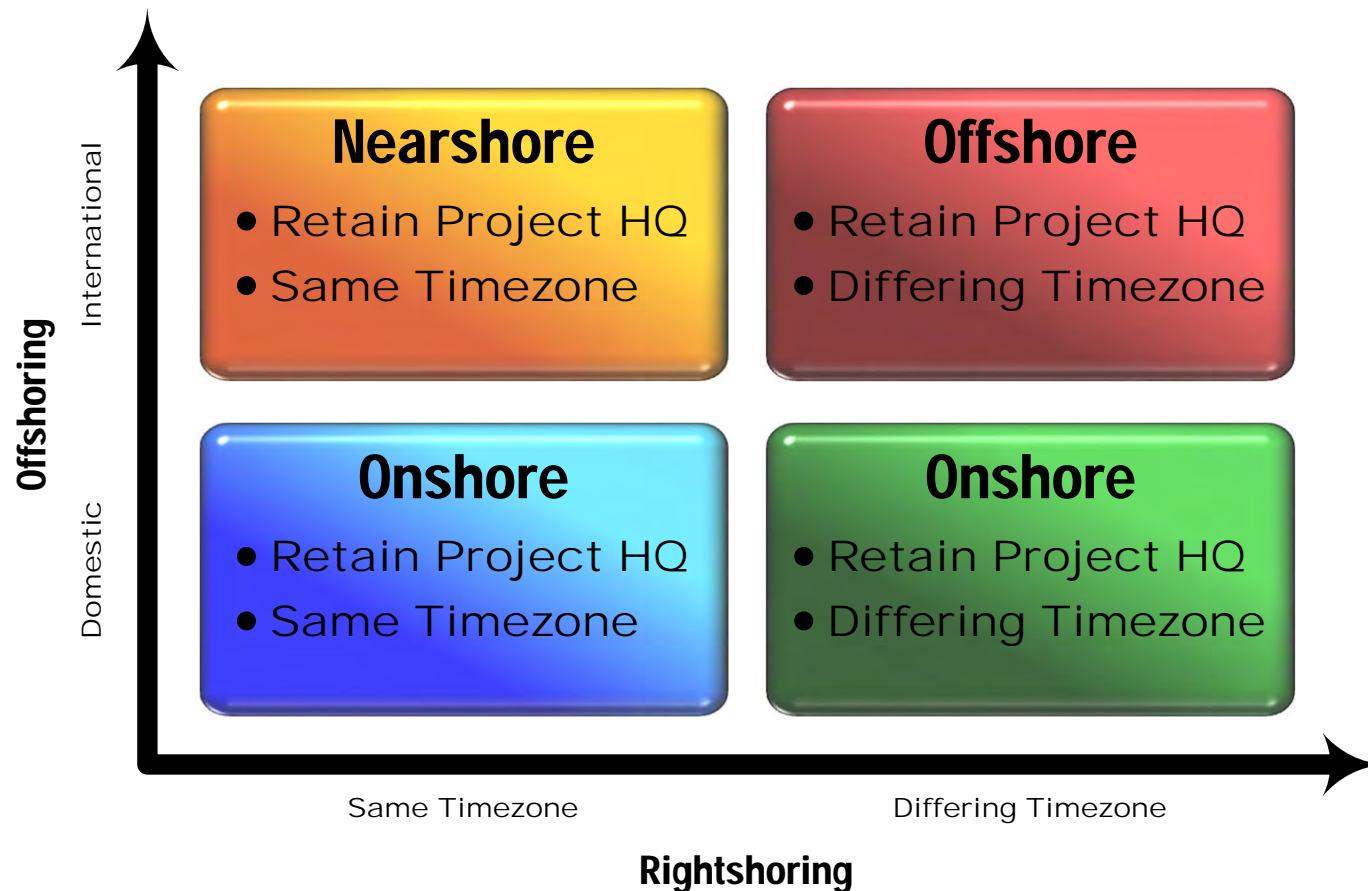 Offshoring
International
Domestic
Nearshore
• Retain Project HQ
• Same Timezone
Offshore
• Retain Project HQ
• Differing Timezone
Onshore
• Retain Project HQ
• Same Timezone
Onshore
• Retain Project HQ
• Differing Timezone
Same Timezone
Differing Timezone
Rightshoring